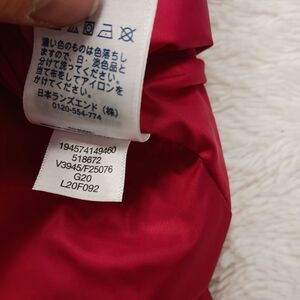 濃い色のものは色落ちし
ますので、白・淡色品と
分けて洗ってください。
当て布をしてアイロンを
かけてください。
日本ランズエンド（株）
0120-554-774
194574149460
518672
V3945/F25076
G20
L20F092